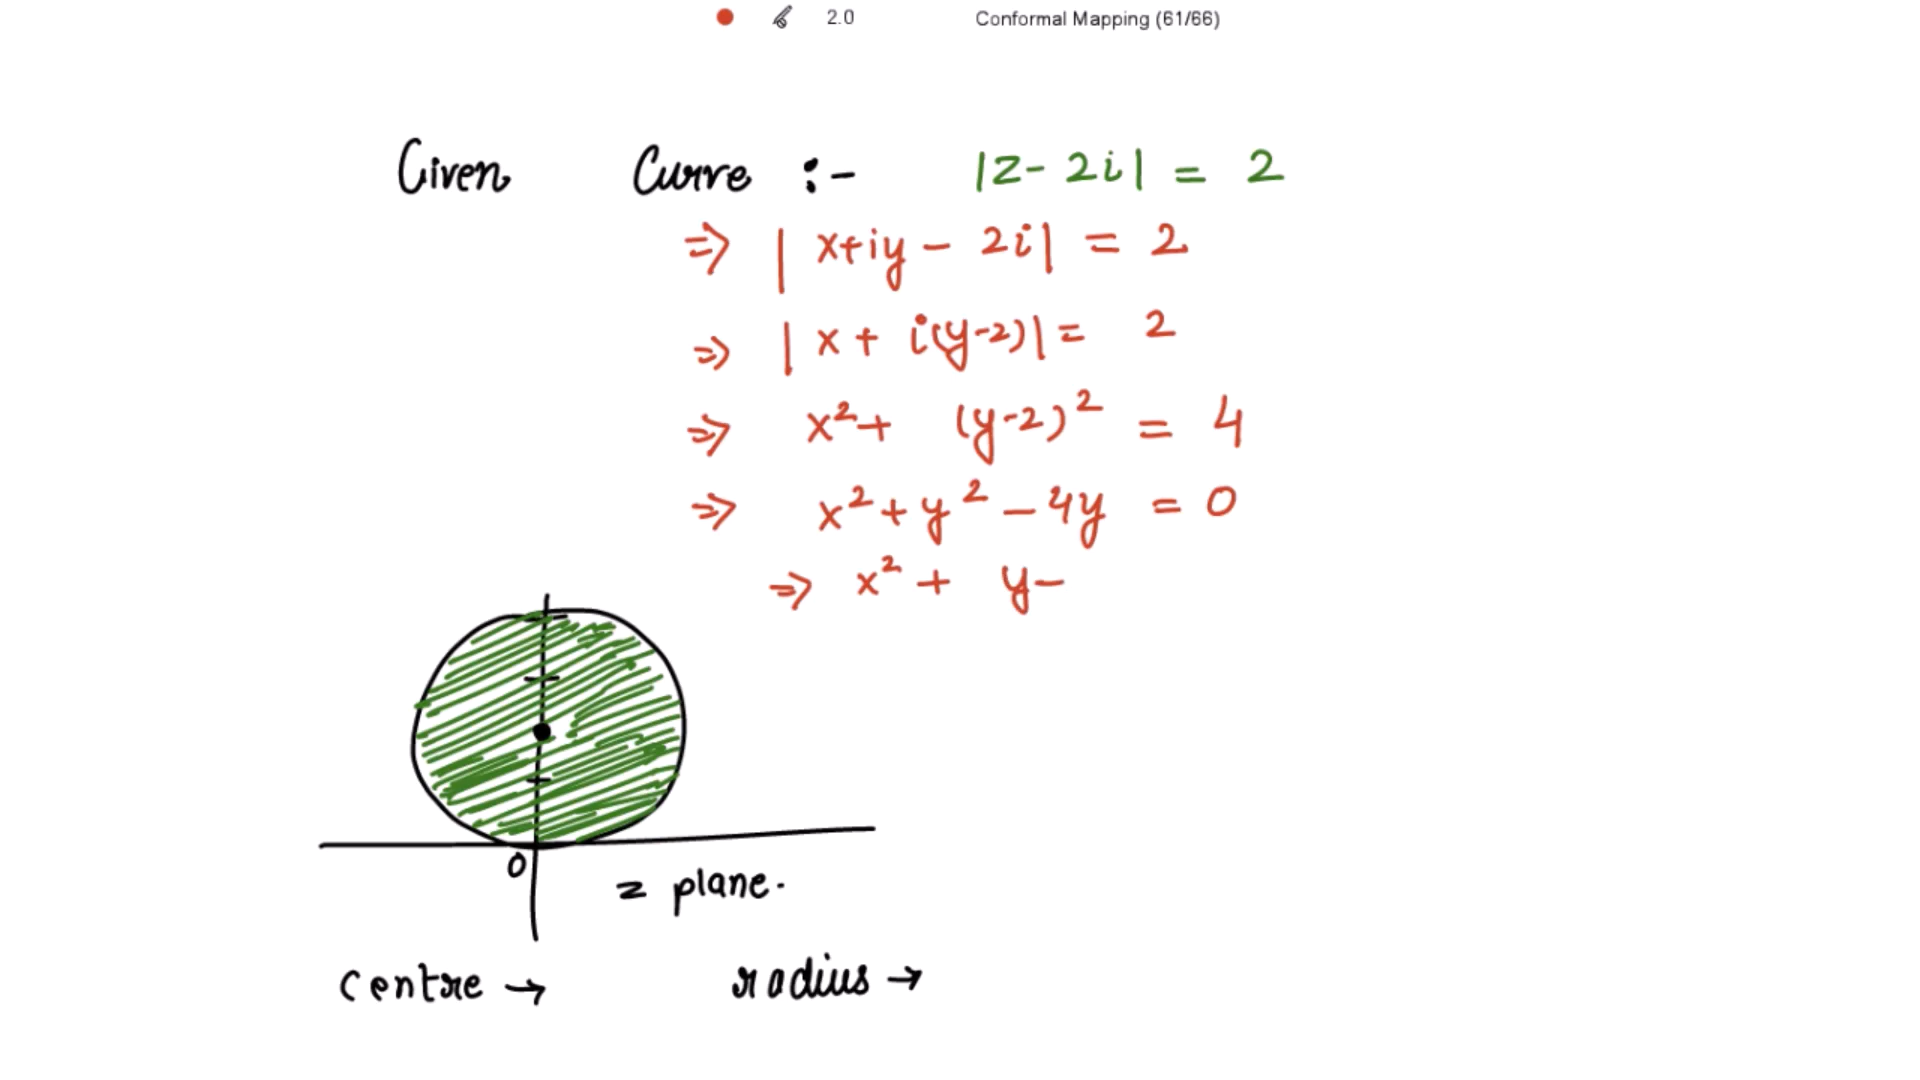 2.0 Conformal Mapping (61/66)
Given Curve :- |z - 2i| = 2
⇒ | x+iy - 2i| = 2
⇒ | x + i(y-2)| = 2
⇒ x² + (y-2)² = 4
⇒ x² + y² - 4y = 0
⇒ x² + y -
0
z plane.
centre → radius →